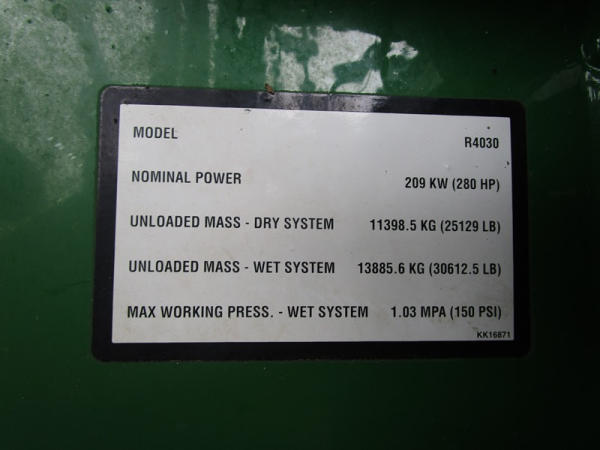 MODEL R4030
NOMINAL POWER 209 KW (280 HP)
UNLOADED MASS - DRY SYSTEM 11398.5 KG (25129 LB)
UNLOADED MASS - WET SYSTEM 13885.6 KG (30612.5 LB)
MAX WORKING PRESS. - WET SYSTEM 1.03 MPA (150 PSI)
KK16871